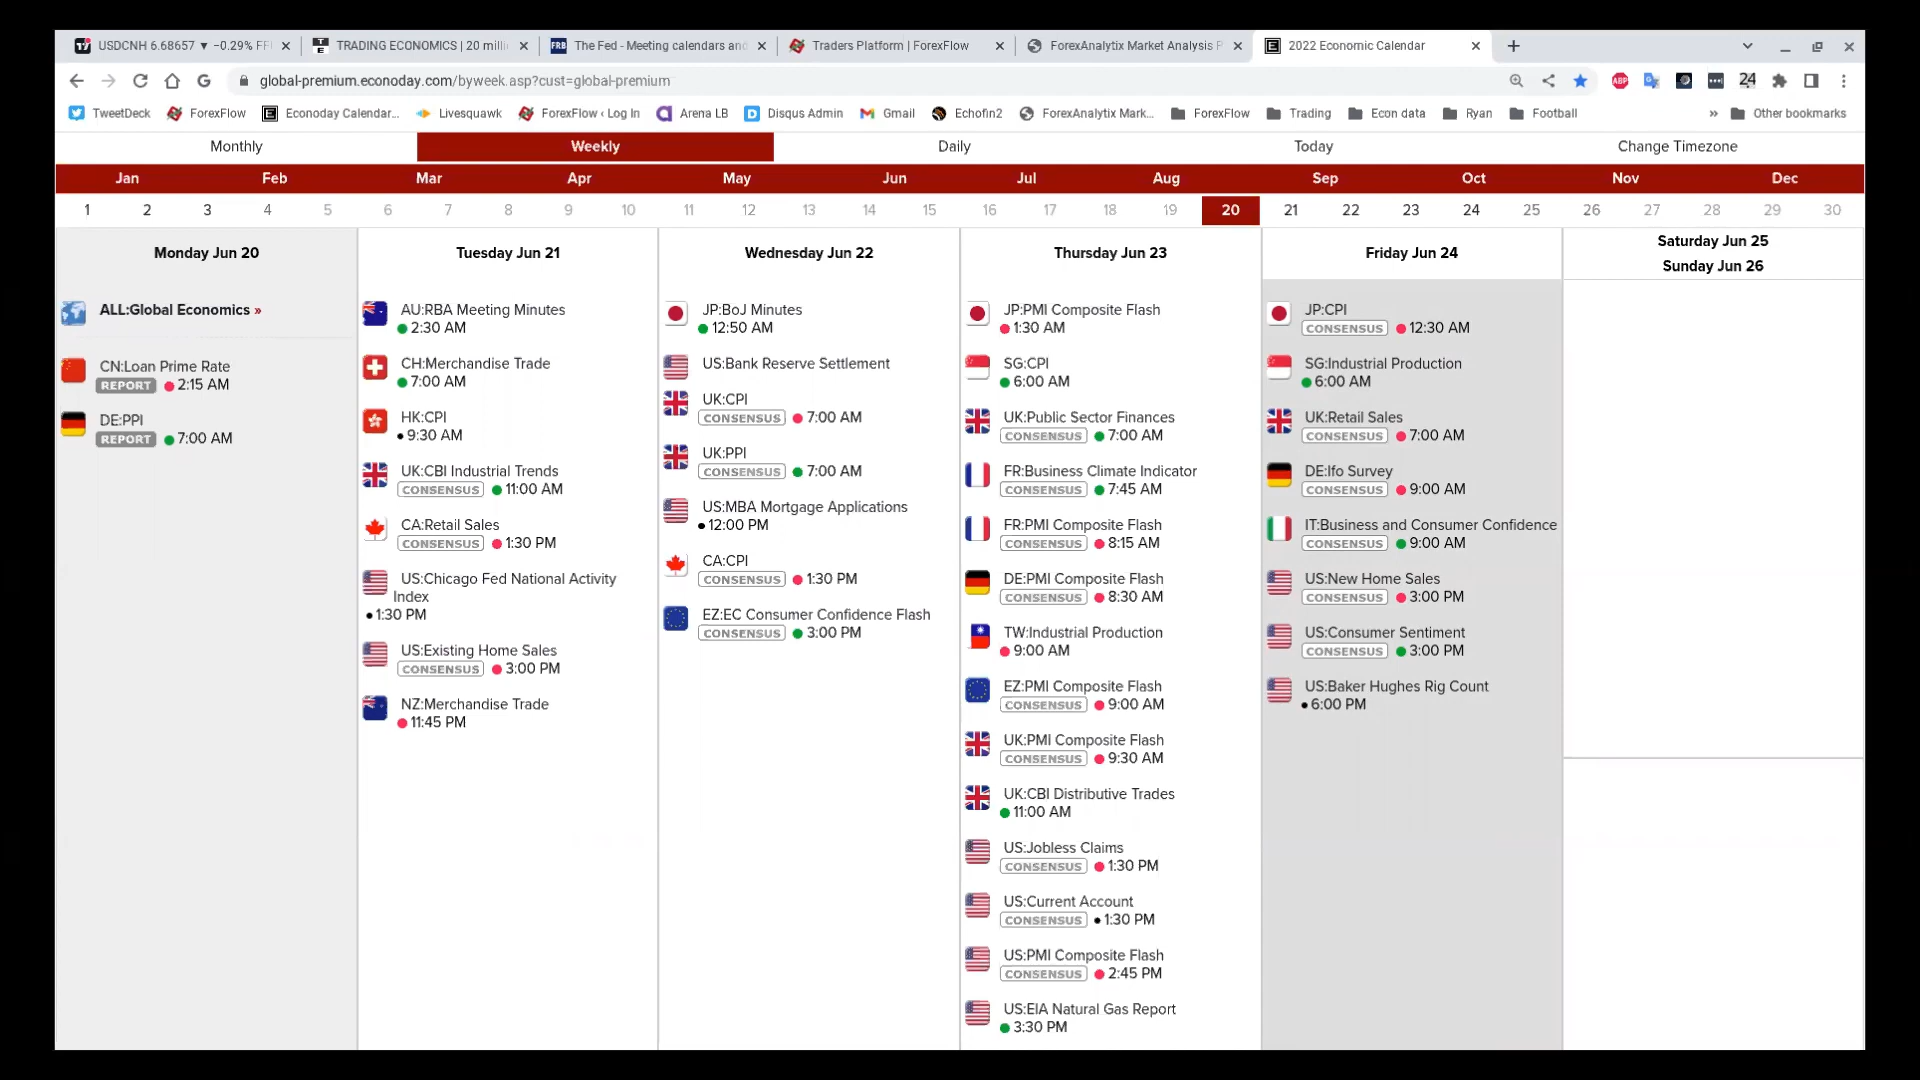 USDCNH 6.68657 ▼ −0.29% FF
TRADING ECONOMICS | 20 milli
The Fed - Meeting calendars and
Traders Platform | ForexFlow
ForexAnalytix Market Analysis P
2022 Economic Calendar
global-premium.econoday.com/byweek.asp?cust=global-premium
TweetDeck ForexFlow Econoday Calendar... Livesquawk ForexFlow ‹ Log In Arena LB Disqus Admin Gmail Echofin2 ForexAnalytix Mark... ForexFlow Trading Econ data Ryan Football » Other bookmarks
Monthly Weekly Daily Today Change Timezone
Jan Feb Mar Apr May Jun Jul Aug Sep Oct Nov Dec
1 2 3 4 5 6 7 8 9 10 11 12 13 14 15 16 17 18 19 20 21 22 23 24 25 26 27 28 29 30
Monday Jun 20
ALL:Global Economics »
CN:Loan Prime Rate
REPORT 2:15 AM
DE:PPI
REPORT 7:00 AM
Tuesday Jun 21
AU:RBA Meeting Minutes
2:30 AM
CH:Merchandise Trade
7:00 AM
HK:CPI
9:30 AM
UK:CBI Industrial Trends
CONSENSUS 11:00 AM
CA:Retail Sales
CONSENSUS 1:30 PM
US:Chicago Fed National Activity
Index
1:30 PM
US:Existing Home Sales
CONSENSUS 3:00 PM
NZ:Merchandise Trade
11:45 PM
Wednesday Jun 22
JP:BoJ Minutes
12:50 AM
US:Bank Reserve Settlement
UK:CPI
CONSENSUS 7:00 AM
UK:PPI
CONSENSUS 7:00 AM
US:MBA Mortgage Applications
12:00 PM
CA:CPI
CONSENSUS 1:30 PM
EZ:EC Consumer Confidence Flash
CONSENSUS 3:00 PM
Thursday Jun 23
JP:PMI Composite Flash
1:30 AM
SG:CPI
6:00 AM
UK:Public Sector Finances
CONSENSUS 7:00 AM
FR:Business Climate Indicator
CONSENSUS 7:45 AM
FR:PMI Composite Flash
CONSENSUS 8:15 AM
DE:PMI Composite Flash
CONSENSUS 8:30 AM
TW:Industrial Production
9:00 AM
EZ:PMI Composite Flash
CONSENSUS 9:00 AM
UK:PMI Composite Flash
CONSENSUS 9:30 AM
UK:CBI Distributive Trades
11:00 AM
US:Jobless Claims
CONSENSUS 1:30 PM
US:Current Account
CONSENSUS 1:30 PM
US:PMI Composite Flash
CONSENSUS 2:45 PM
US:EIA Natural Gas Report
3:30 PM
Friday Jun 24
JP:CPI
CONSENSUS 12:30 AM
SG:Industrial Production
6:00 AM
UK:Retail Sales
CONSENSUS 7:00 AM
DE:Ifo Survey
CONSENSUS 9:00 AM
IT:Business and Consumer Confidence
CONSENSUS 9:00 AM
US:New Home Sales
CONSENSUS 3:00 PM
US:Consumer Sentiment
CONSENSUS 3:00 PM
US:Baker Hughes Rig Count
6:00 PM
Saturday Jun 25
Sunday Jun 26